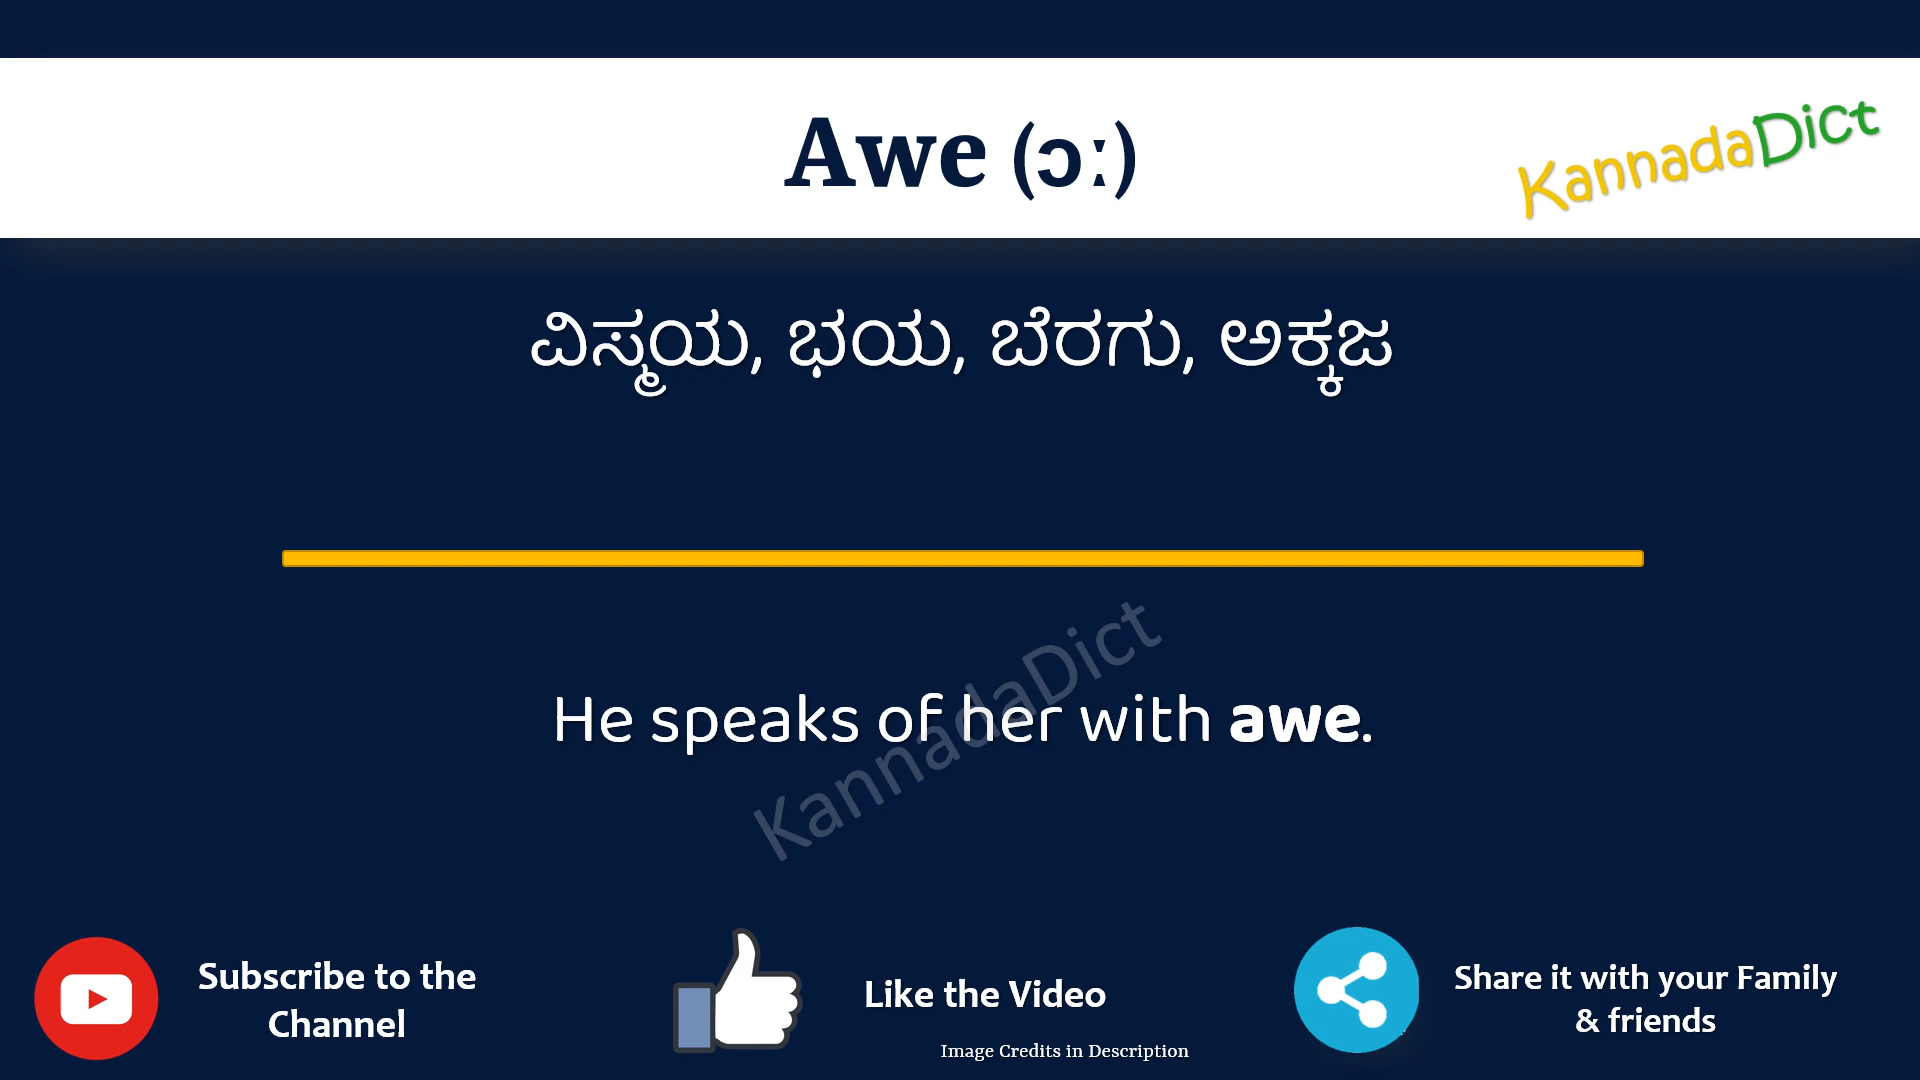 Awe (ɔː)
KannadaDict
ವಿಸ್ಮಯ, ಭಯ, ಬೆರಗು, ಅಕ್ಕಜ
He speaks of her with awe.
KannadaDict
Subscribe to the
Channel
Like the Video
Share it with your Family
& friends
Image Credits in Description